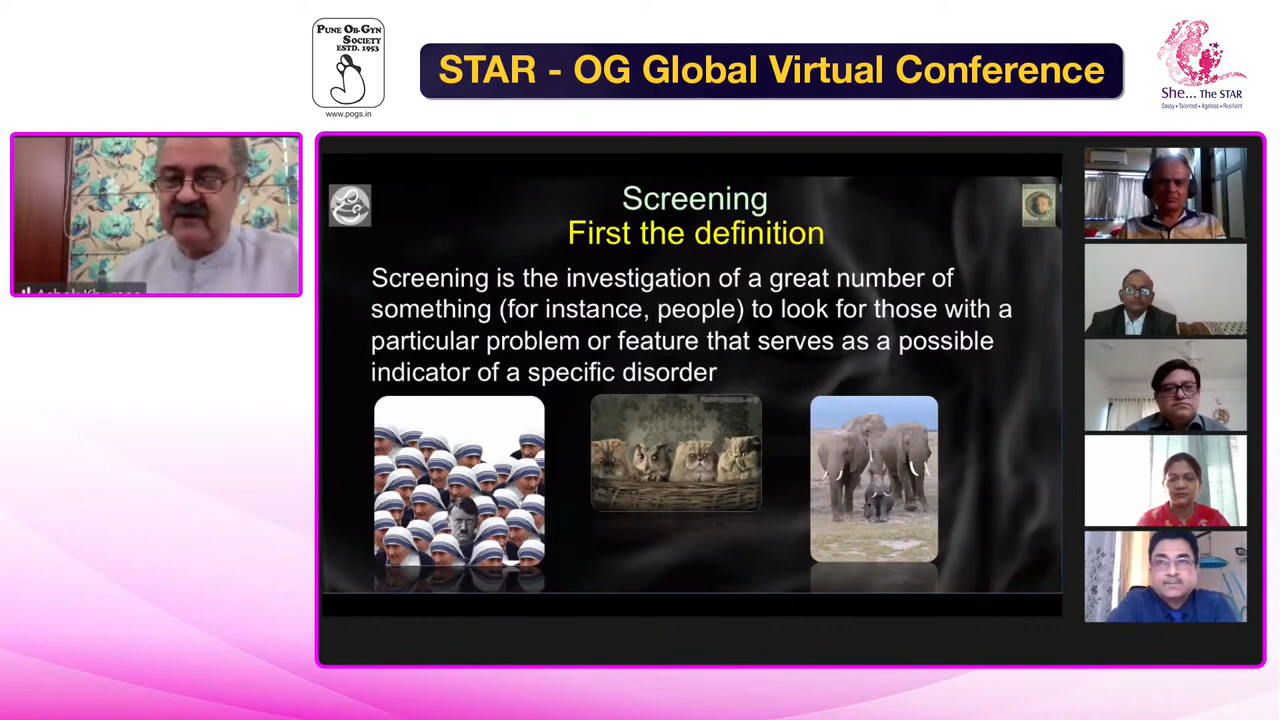 PUNE OB-GYN
SOCIETY
ESTD. 1953
www.pogs.in
STAR - OG Global Virtual Conference
She... THE STAR
Sassy • Talented • Ageless • Resilient
Screening
First the definition
Screening is the investigation of a great number of
something (for instance, people) to look for those with a
particular problem or feature that serves as a possible
indicator of a specific disorder